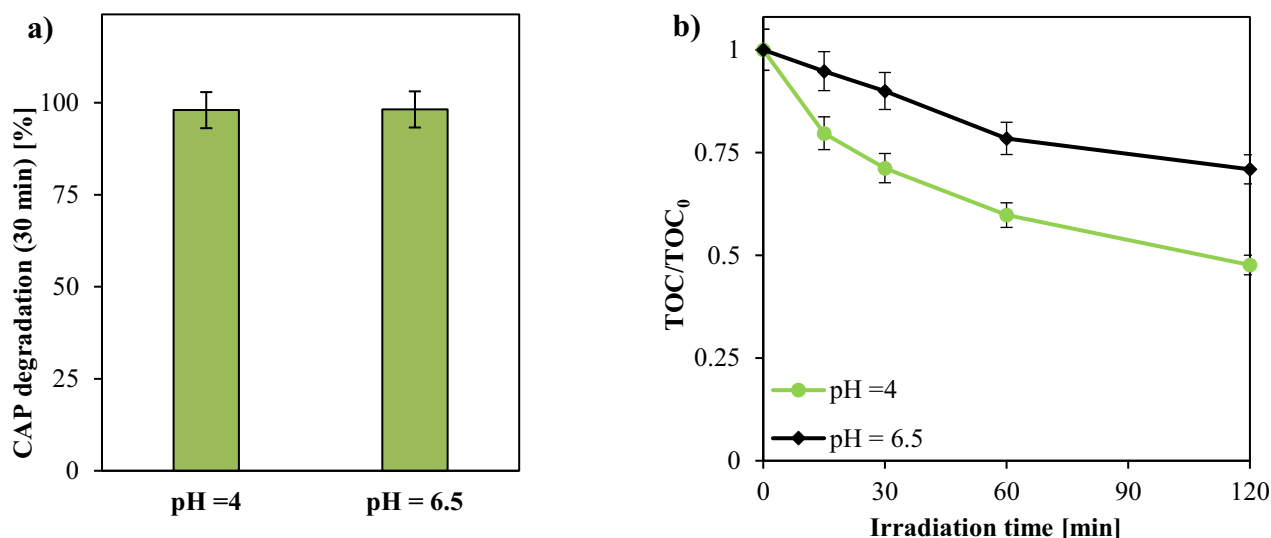 a)
CAP degradation (30 min) [%]
100
75
50
25
0
pH =4
pH = 6.5
b)
TOC/TOC₀
1
0.75
0.5
0.25
0
pH =4
pH = 6.5
0 30 60 90 120
Irradiation time [min]